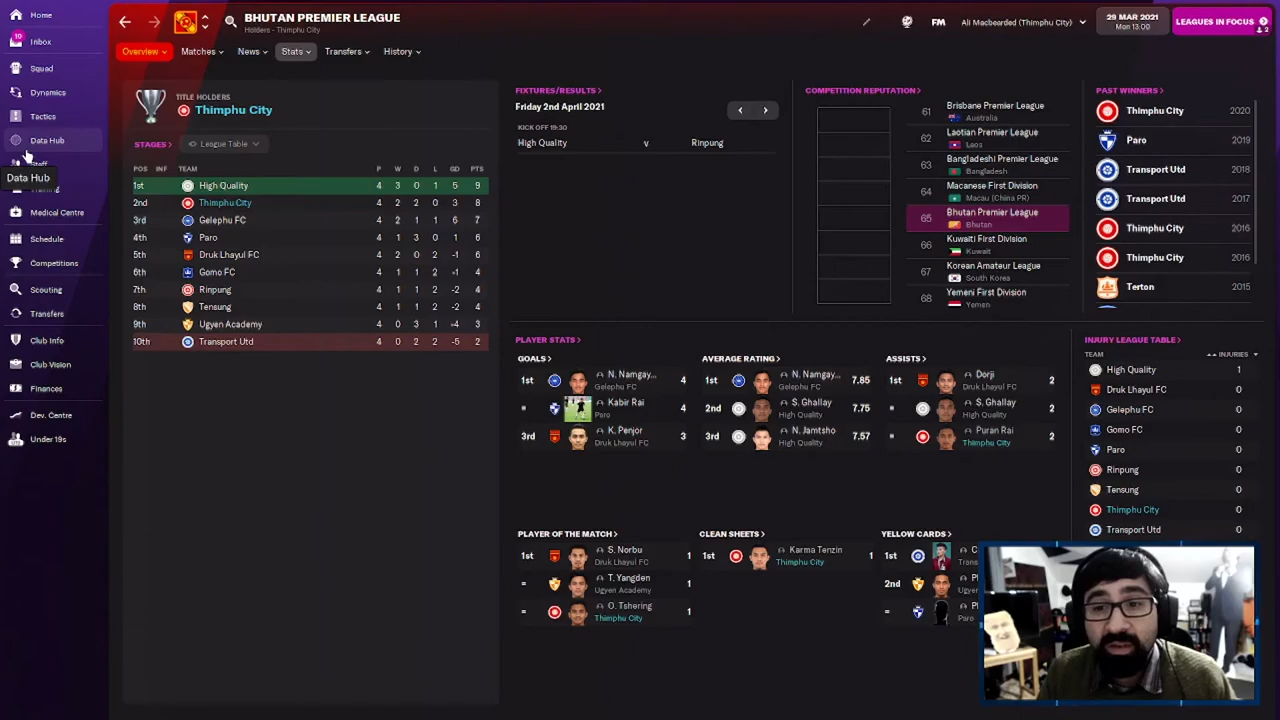 Home
10
Inbox
Squad
Dynamics
Tactics
Data Hub
Staff
Data Hub
Training
Medical Centre
Schedule
Competitions
Scouting
Transfers
Club Info
Club Vision
Finances
Dev. Centre
Under 19s
BHUTAN PREMIER LEAGUE
Holders - Thimphu City
FM
Ali Macbearded (Thimphu City)
29 MAR 2021
Mon 13:00
LEAGUES IN FOCUS
2
Overview
Matches
News
Stats
Transfers
History
TITLE HOLDERS
Thimphu City
STAGES >
League Table
POS INF TEAM P W D L GD PTS
1st High Quality 4 3 0 1 5 9
2nd Thimphu City 4 2 2 0 3 8
3rd Gelephu FC 4 2 1 1 6 7
4th Paro 4 1 3 0 1 6
5th Druk Lhayul FC 4 2 0 2 -1 6
6th Gomo FC 4 1 1 2 -1 4
7th Rinpung 4 1 1 2 -2 4
8th Tensung 4 1 1 2 -2 4
9th Ugyen Academy 4 0 3 1 -4 3
10th Transport Utd 4 0 2 2 -5 2
FIXTURES/RESULTS >
Friday 2nd April 2021
KICK OFF 19:30
High Quality v Rinpung
COMPETITION REPUTATION >
61 Brisbane Premier League
Australia
62 Laotian Premier League
Laos
63 Bangladeshi Premier League
Bangladesh
64 Macanese First Division
Macau (China PR)
65 Bhutan Premier League
Bhutan
66 Kuwaiti First Division
Kuwait
67 Korean Amateur League
South Korea
68 Yemeni First Division
Yemen
PAST WINNERS >
Thimphu City 2020
Paro 2019
Transport Utd 2018
Transport Utd 2017
Thimphu City 2016
Thimphu City 2016
Terton 2015
PLAYER STATS >
GOALS >
1st N. Namgay... 4
Gelephu FC
= Kabir Rai 4
Paro
3rd K. Penjor 3
Druk Lhayul FC
AVERAGE RATING >
1st N. Namgay... 7.85
Gelephu FC
2nd S. Ghallay 7.75
High Quality
3rd N. Jamtsho 7.57
High Quality
ASSISTS >
1st Dorji 2
Druk Lhayul FC
= S. Ghallay 2
High Quality
= Puran Rai 2
Thimphu City
PLAYER OF THE MATCH >
1st S. Norbu 1
Druk Lhayul FC
= T. Yangden 1
Ugyen Academy
= O. Tshering 1
Thimphu City
CLEAN SHEETS >
1st Karma Tenzin 1
Thimphu City
YELLOW CARDS >
1st
2nd
Ugyen
=
Paro
INJURY LEAGUE TABLE >
TEAM INJURIES
High Quality 1
Druk Lhayul FC 0
Gelephu FC 0
Gomo FC 0
Paro 0
Rinpung 0
Tensung 0
Thimphu City 0
Transport Utd 0